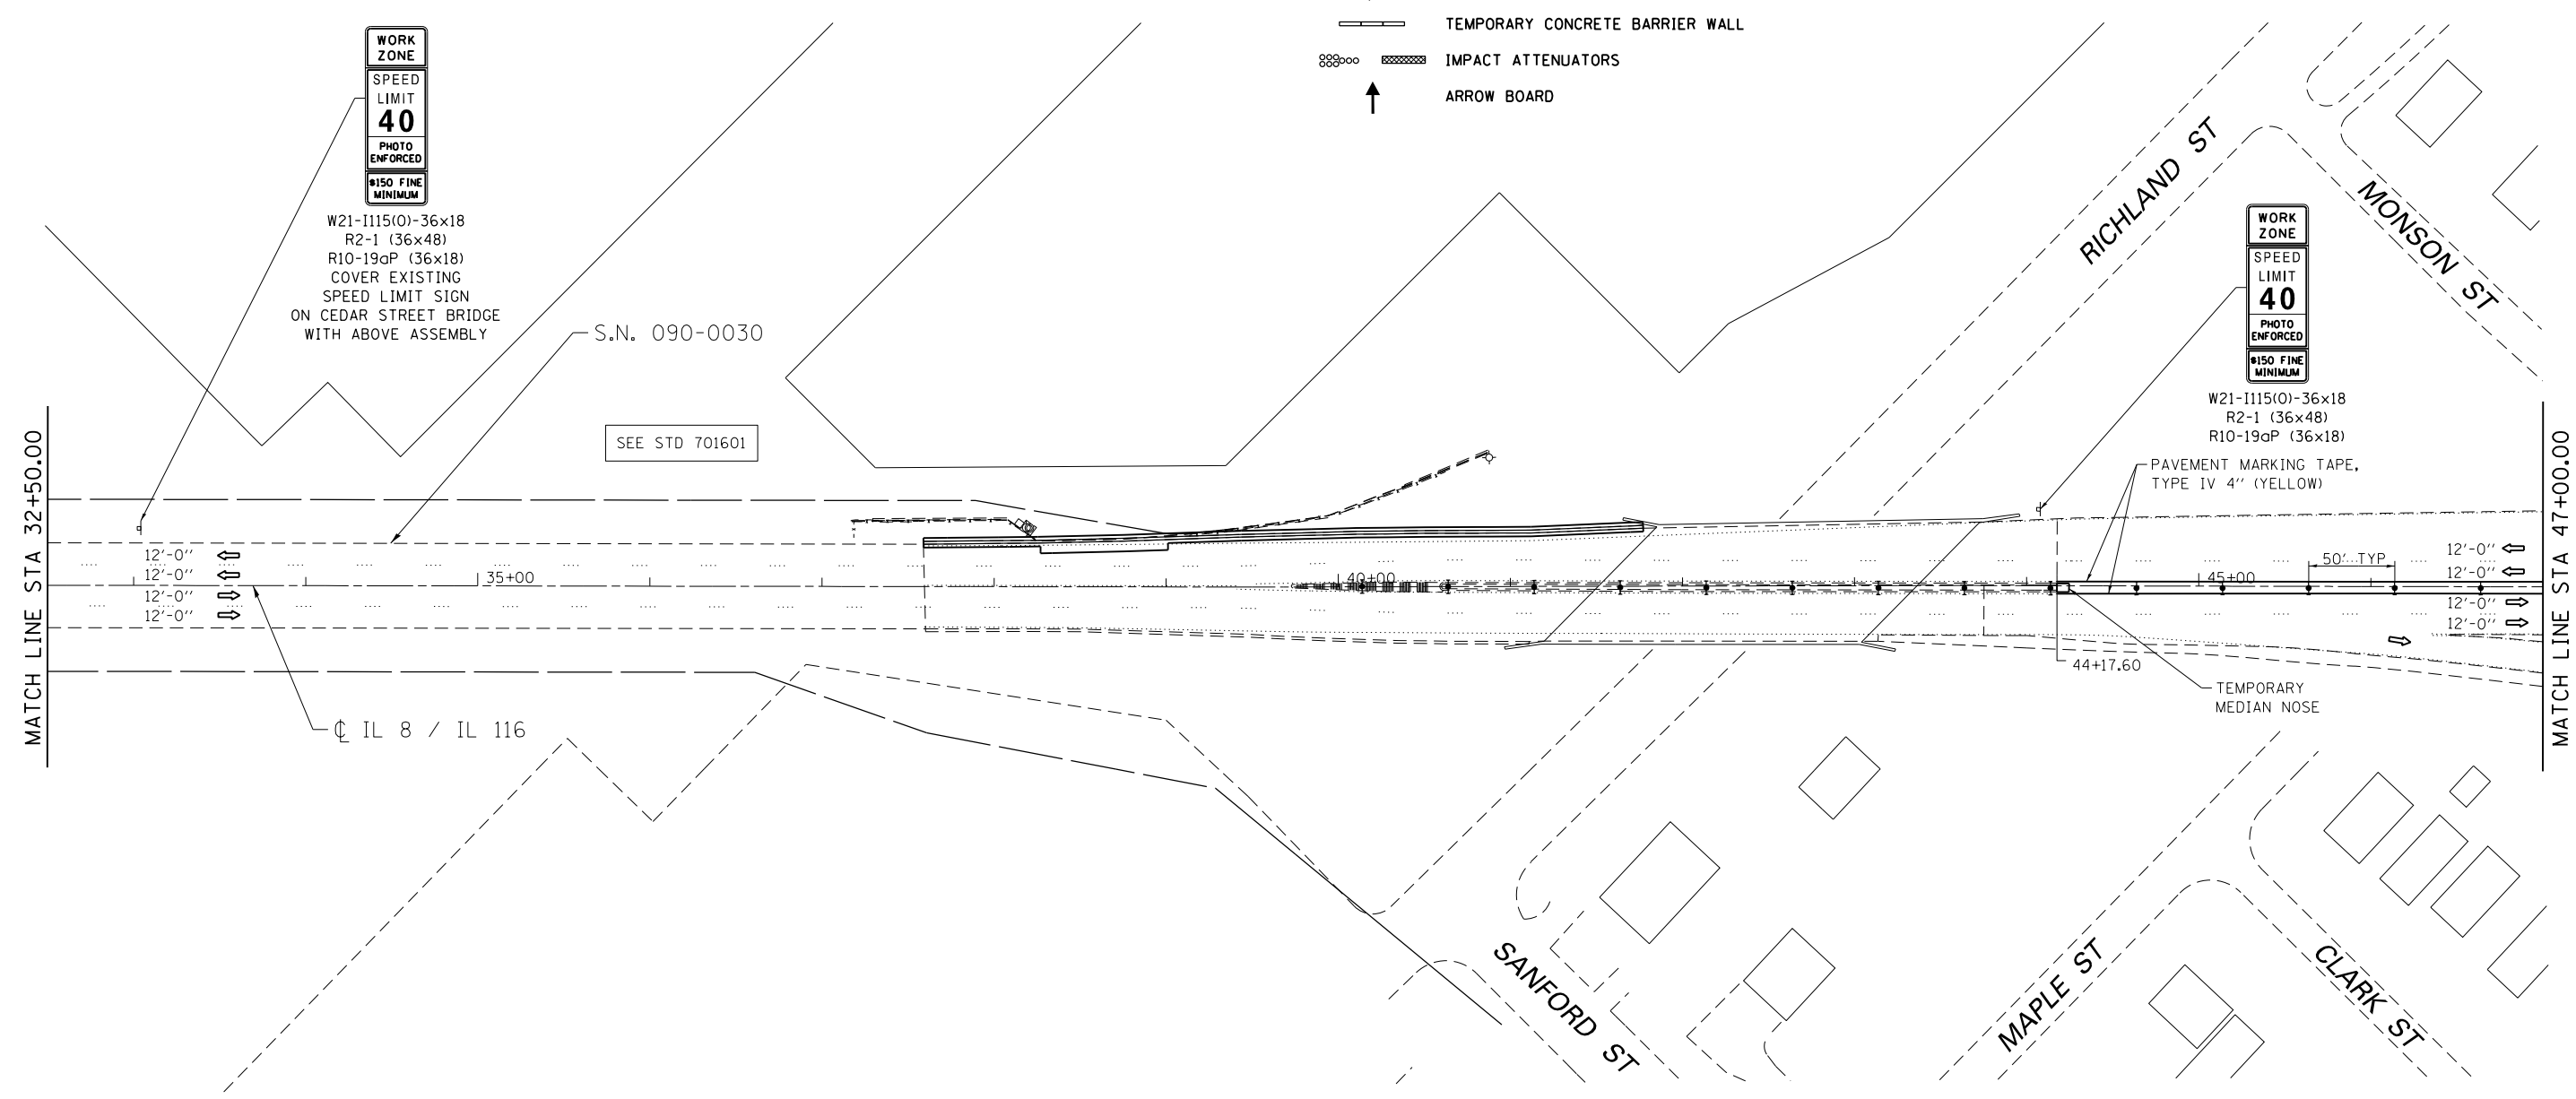 TEMPORARY CONCRETE BARRIER WALL
IMPACT ATTENUATORS
ARROW BOARD
WORK
ZONE
SPEED
LIMIT
40
PHOTO
ENFORCED
$150 FINE
MINIMUM
W21-I115(O)-36x18
R2-1 (36x48)
R10-19aP (36x18)
COVER EXISTING
SPEED LIMIT SIGN
ON CEDAR STREET BRIDGE
WITH ABOVE ASSEMBLY
S.N. 090-0030
SEE STD 701601
RICHLAND ST
MONSON ST
WORK
ZONE
SPEED
LIMIT
40
PHOTO
ENFORCED
$150 FINE
MINIMUM
W21-I115(O)-36x18
R2-1 (36x48)
R10-19aP (36x18)
PAVEMENT MARKING TAPE,
TYPE IV 4'' (YELLOW)
MATCH LINE STA 32+50.00
12'-0''
12'-0''
12'-0''
12'-0''
35+00
40+00
45+00
50' TYP
12'-0''
12'-0''
12'-0''
12'-0''
MATCH LINE STA 47+00.00
44+17.60
TEMPORARY
MEDIAN NOSE
℄ IL 8 / IL 116
SANFORD ST
MAPLE ST
CLARK ST